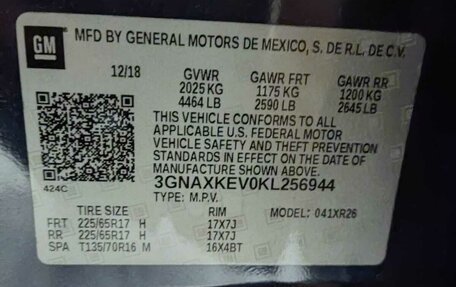 GM
MFD BY GENERAL MOTORS DE MEXICO, S. DE R.L. DE C.V.
12/18 GVWR GAWR FRT GAWR RR
2025 KG 1175 KG 1200 KG
4464 LB 2590 LB 2645 LB
THIS VEHICLE CONFORMS TO ALL
APPLICABLE U.S. FEDERAL MOTOR
VEHICLE SAFETY AND THEFT PREVENTION
STANDARDS IN EFFECT ON THE DATE OF
MANUFACTURE SHOWN ABOVE.
424C 3GNAXKEV0KL256944
TYPE: M.P.V. MODEL: 041XR26
TIRE SIZE RIM
FRT 225/65R17 H 17X7J
RR 225/65R17 H 17X7J
SPA T135/70R16 M 16X4BT